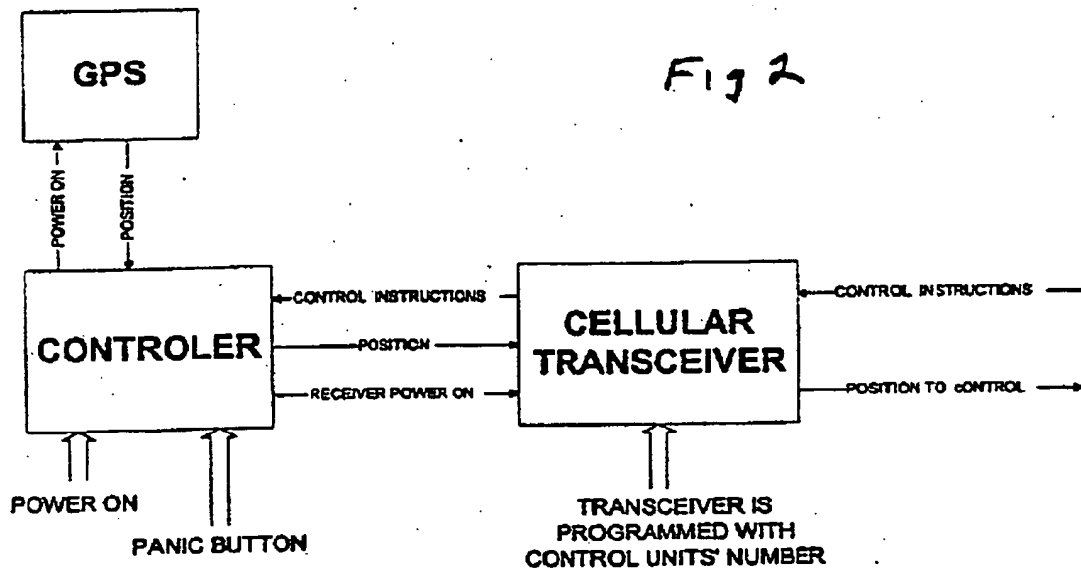 GPS
Fig 2
POWER ON
POSITION
CONTROLER
CONTROL INSTRUCTIONS
POSITION
RECEIVER POWER ON
CELLULAR
TRANSCEIVER
CONTROL INSTRUCTIONS
POSITION TO cONTROL
POWER ON
PANIC BUTTON
TRANSCEIVER IS
PROGRAMMED WITH
CONTROL UNITS' NUMBER